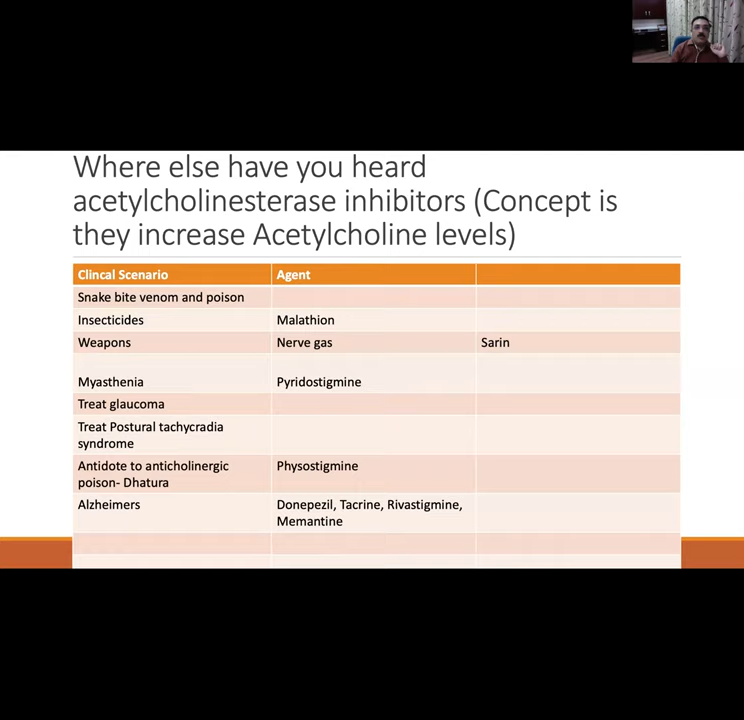 Where else have you heard
acetylcholinesterase inhibitors (Concept is
they increase Acetylcholine levels)
Clincal Scenario Agent
Snake bite venom and poison
Insecticides Malathion
Weapons Nerve gas Sarin
Myasthenia Pyridostigmine
Treat glaucoma
Treat Postural tachycradia
syndrome
Antidote to anticholinergic Physostigmine
poison- Dhatura
Alzheimers Donepezil, Tacrine, Rivastigmine,
Memantine